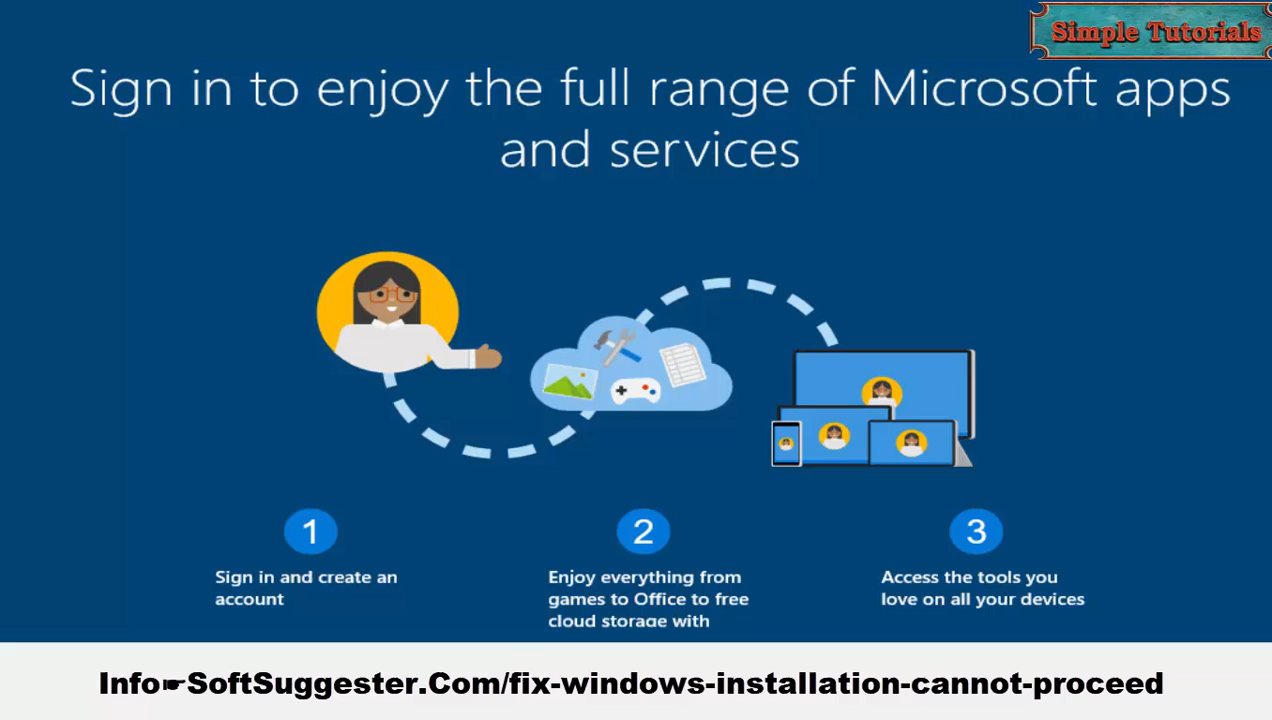 Simple Tutorials
Sign in to enjoy the full range of Microsoft apps
and services
1
Sign in and create an
account
2
Enjoy everything from
games to Office to free
cloud storage with
3
Access the tools you
love on all your devices
Info☛SoftSuggester.Com/fix-windows-installation-cannot-proceed